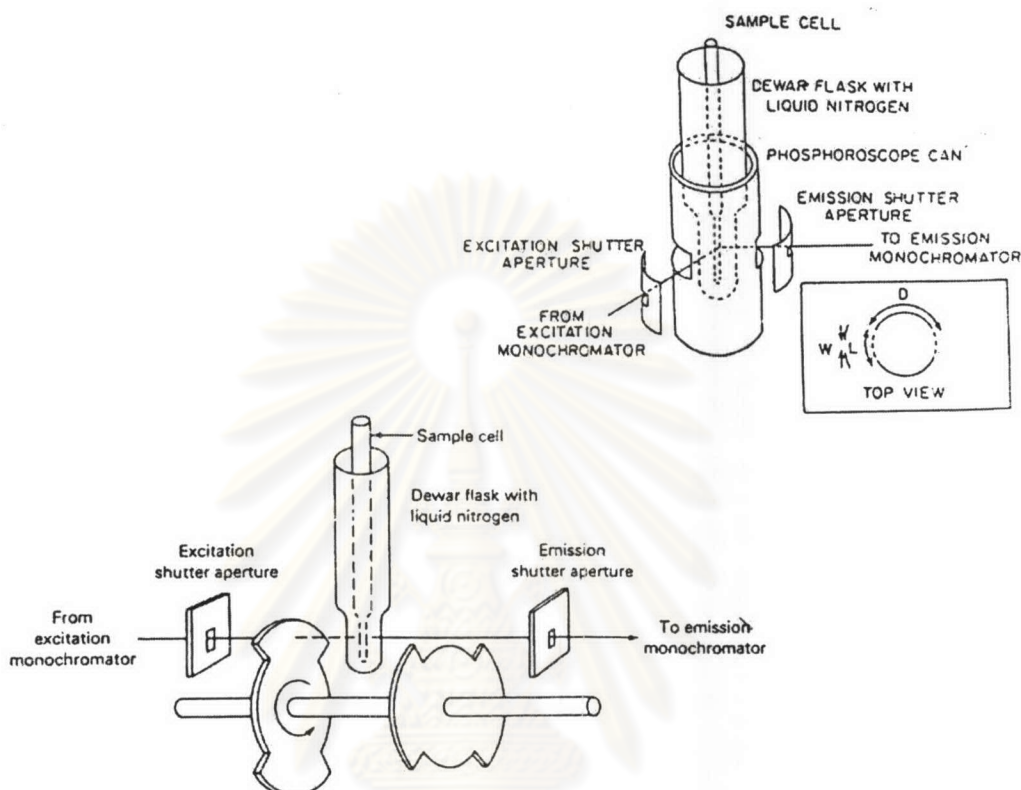 SAMPLE CELL
DEWAR FLASK WITH
LIQUID NITROGEN
PHOSPHOROSCOPE CAN
EMISSION SHUTTER
APERTURE
EXCITATION SHUTTER
APERTURE
TO EMISSION
MONOCHROMATOR
FROM
EXCITATION
MONOCHROMATOR
D
W
W
L
TOP VIEW
Sample cell
Dewar flask with
liquid nitrogen
Excitation
shutter aperture
Emission
shutter aperture
From
excitation
monochromator
To emission
monochromator